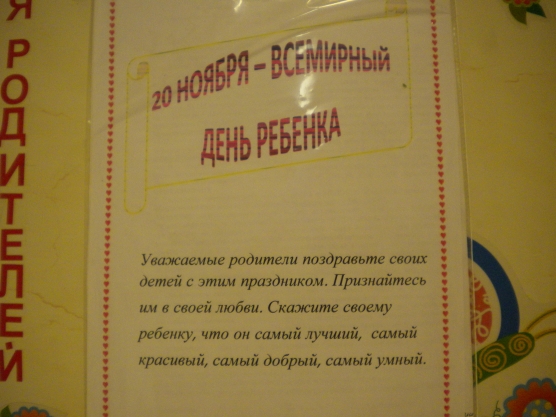 Я РОДИТЕЛЕЙ
20 НОЯБРЯ – ВСЕМИРНЫЙ
ДЕНЬ РЕБЕНКА
Уважаемые родители поздравьте своих
детей с этим праздником. Признайтесь
им в своей любви. Скажите своему
ребенку, что он самый лучший, самый
красивый, самый добрый, самый умный.